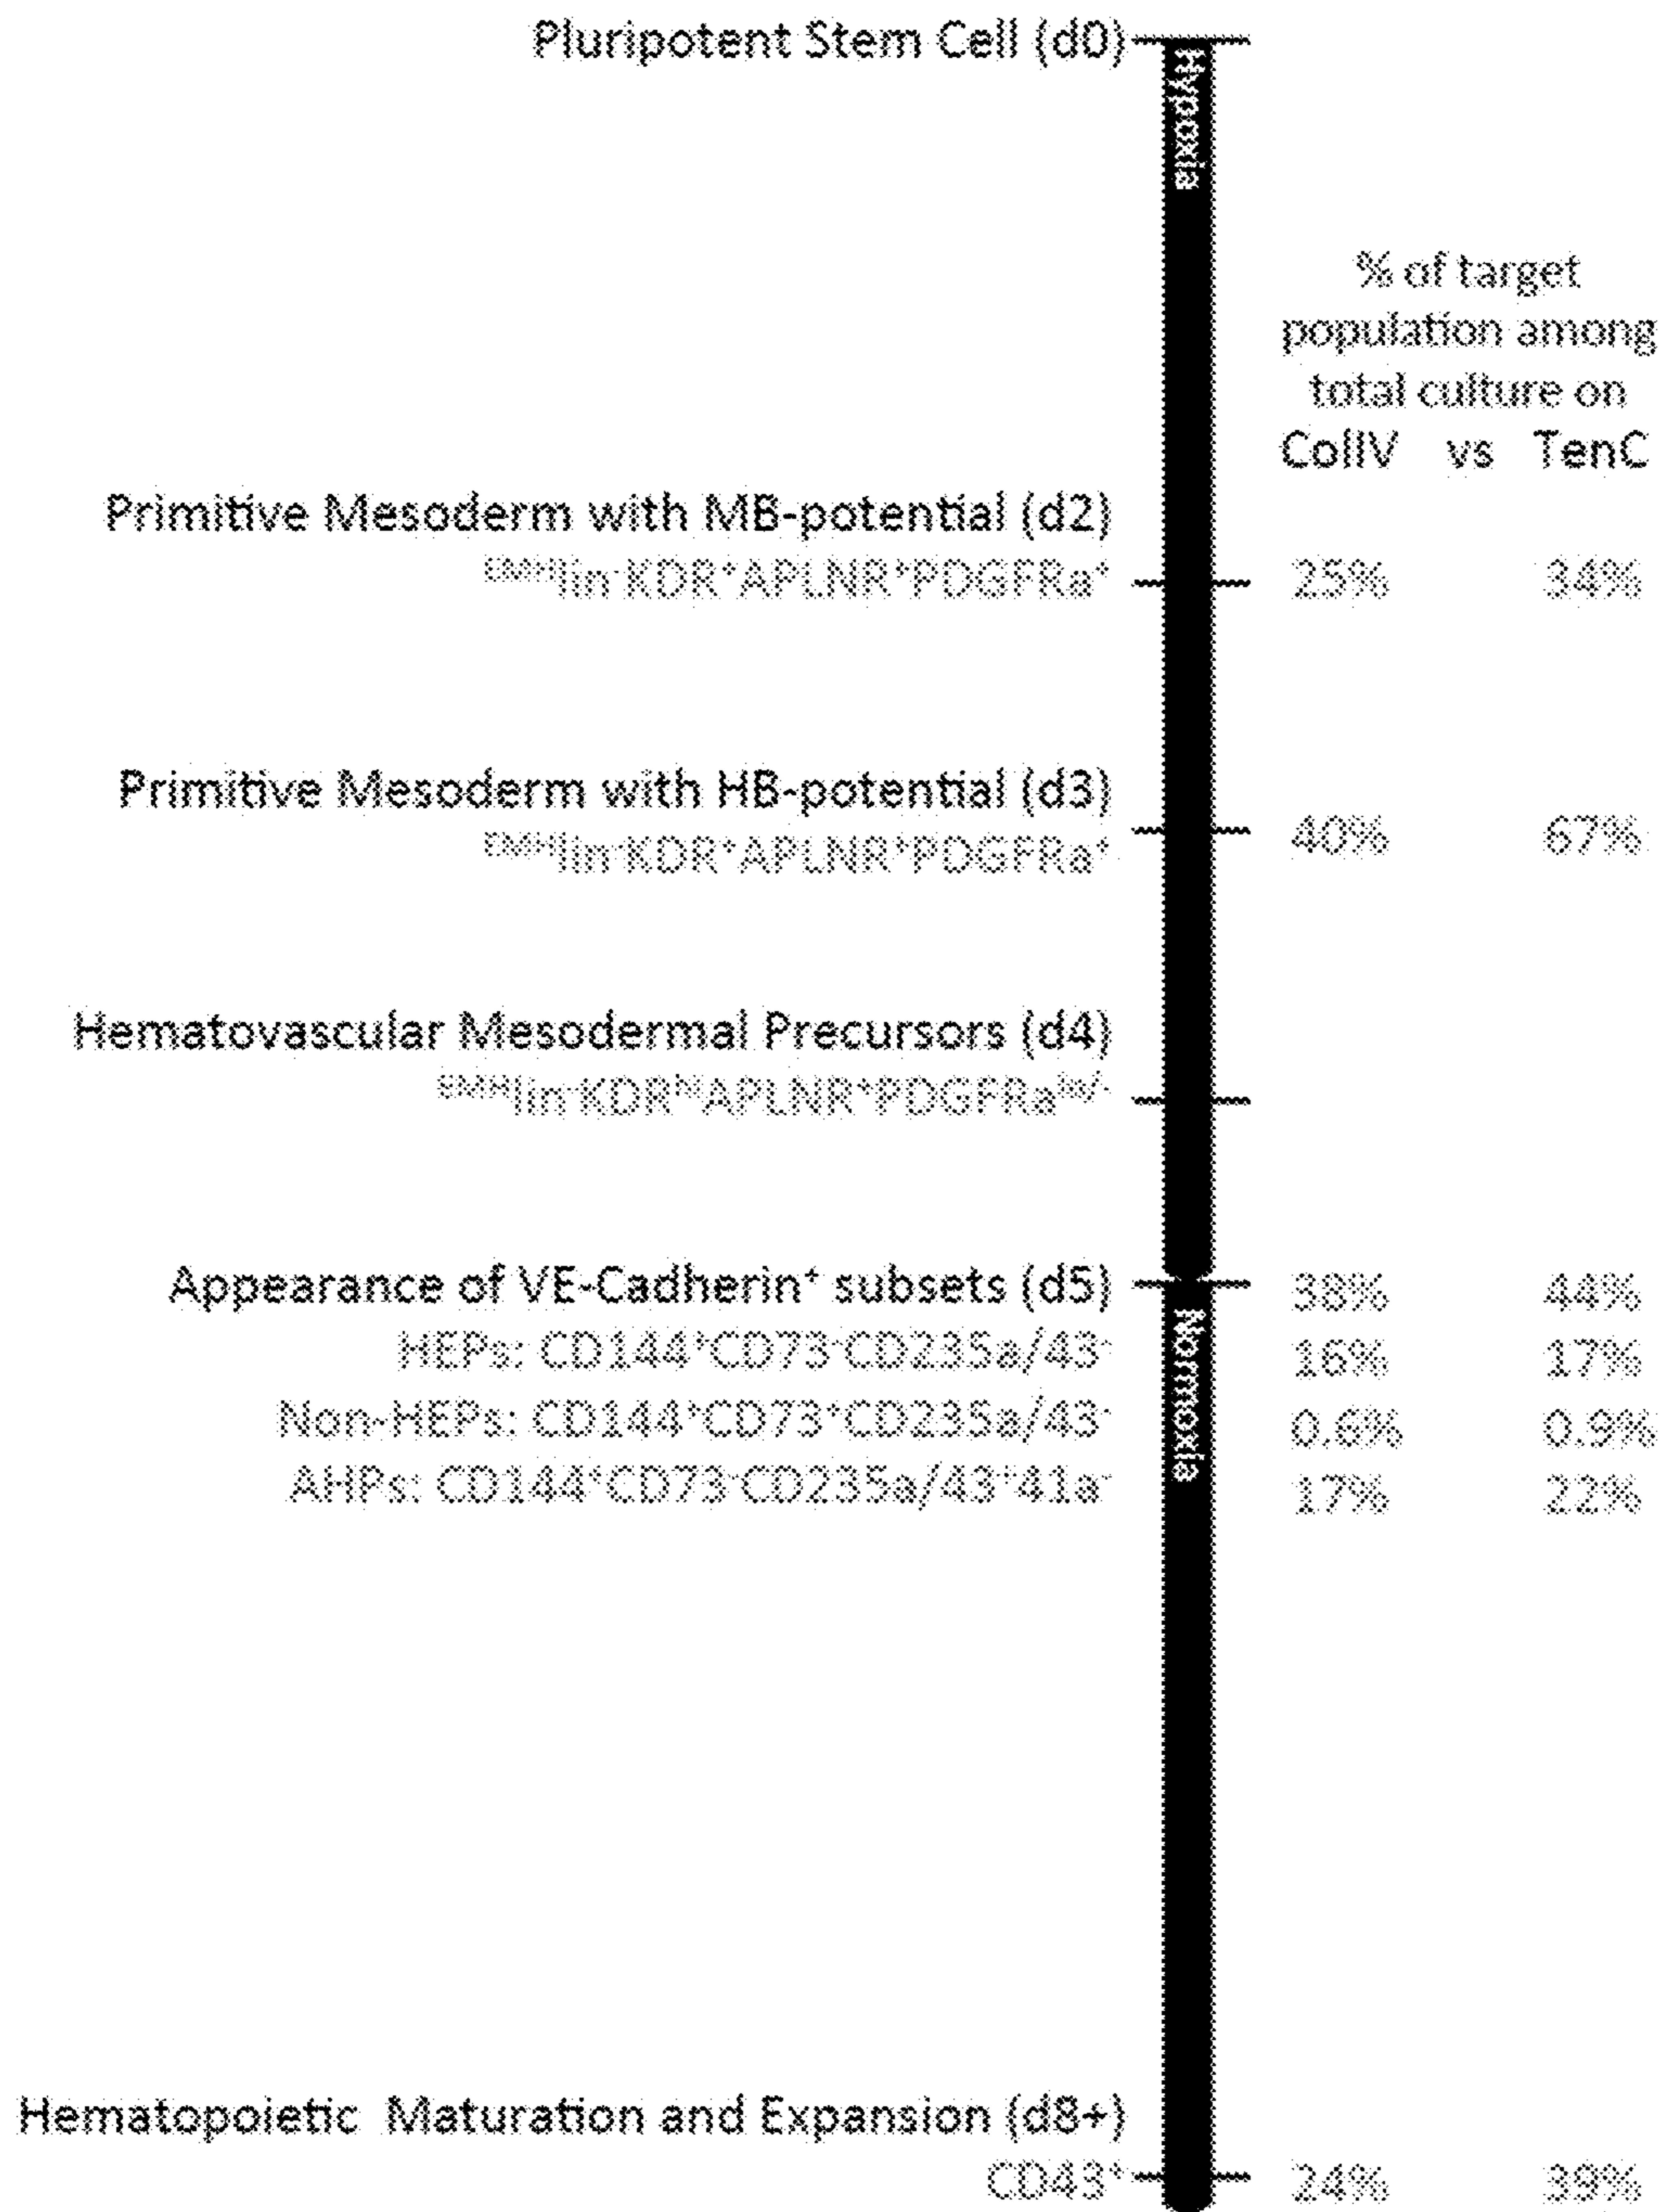 Pluripotent Stem Cell (d0)
Hypoxia
% of target
population among
total culture on
ColIV vs TenC
Primitive Mesoderm with MB-potential (d2)
EMHlin-KDR+APLNR+PDGFRa+ 25% 34%
Primitive Mesoderm with HB-potential (d3)
EMHlin-KDR+APLNR+PDGFRa+ 40% 67%
Hematovascular Mesodermal Precursors (d4)
EMHlin-KDRhiAPLNR+PDGFRalo/-
Appearance of VE-Cadherin+ subsets (d5) 38% 44%
Normoxia
HEPs: CD144+CD73-CD235a/43- 16% 17%
Non-HEPs: CD144+CD73+CD235a/43- 0.6% 0.9%
AHPs: CD144+CD73-CD235a/43+41a- 17% 22%
Hematopoietic Maturation and Expansion (d8+)
CD43+ 24% 39%